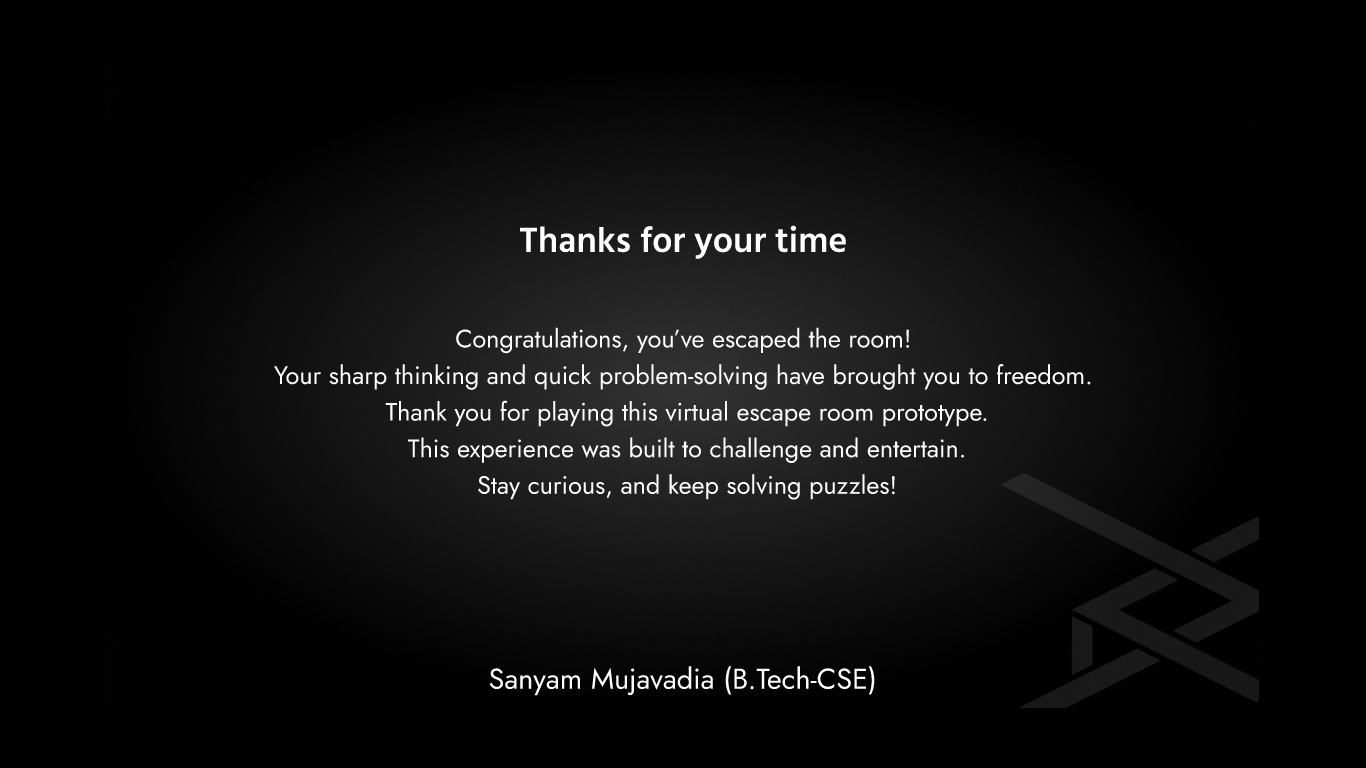 Thanks for your time
Congratulations, you’ve escaped the room!
Your sharp thinking and quick problem-solving have brought you to freedom.
Thank you for playing this virtual escape room prototype.
This experience was built to challenge and entertain.
Stay curious, and keep solving puzzles!
Sanyam Mujavadia (B.Tech-CSE)